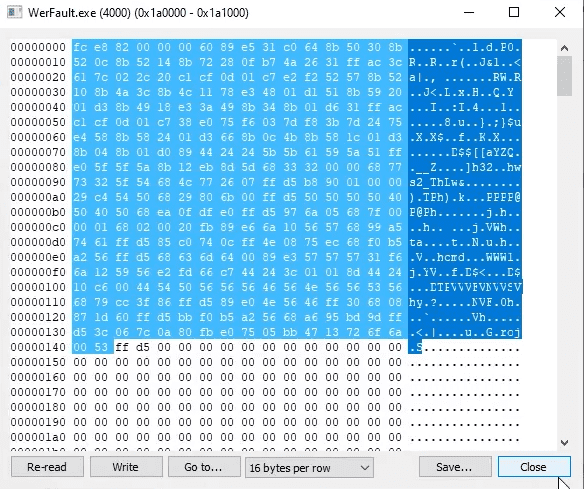 WerFault.exe (4000) (0x1a0000 - 0x1a1000)
00000000 fc e8 82 00 00 00 60 89 e5 31 c0 64 8b 50 30 8b ......`..1.d.P0.
00000010 52 0c 8b 52 14 8b 72 28 0f b7 4a 26 31 ff ac 3c R..R..r(..J&1..<
00000020 61 7c 02 2c 20 c1 cf 0d 01 c7 e2 f2 52 57 8b 52 a|., .......RW.R
00000030 10 8b 4a 3c 8b 4c 11 78 e3 48 01 d1 51 8b 59 20 ..J<.L.x.H..Q.Y
00000040 01 d3 8b 49 18 e3 3a 49 8b 34 8b 01 d6 31 ff ac ...I..:I.4...1..
00000050 c1 cf 0d 01 c7 38 e0 75 f6 03 7d f8 3b 7d 24 75 .....8.u..}.;}$u
00000060 e4 58 8b 58 24 01 d3 66 8b 0c 4b 8b 58 1c 01 d3 .X.X$..f..K.X...
00000070 8b 04 8b 01 d0 89 44 24 24 5b 5b 61 59 5a 51 ff ......D$$[[aYZQ.
00000080 e0 5f 5f 5a 8b 12 eb 8d 5d 68 33 32 00 00 68 77 .__Z....]h32..hw
00000090 73 32 5f 54 68 4c 77 26 07 ff d5 b8 90 01 00 00 s2_ThLw&........
000000a0 29 c4 54 50 68 29 80 6b 00 ff d5 50 50 50 50 40 ).TPh).k...PPPP@
000000b0 50 40 50 68 ea 0f df e0 ff d5 97 6a 05 68 7f 00 P@Ph.......j.h..
000000c0 00 01 68 02 00 20 fb 89 e6 6a 10 56 57 68 99 a5 ..h.. ...j.VWh..
000000d0 74 61 ff d5 85 c0 74 0c ff 4e 08 75 ec 68 f0 b5 ta....t..N.u.h..
000000e0 a2 56 ff d5 68 63 6d 64 00 89 e3 57 57 57 31 f6 .V..hcmd...WWW1.
000000f0 6a 12 59 56 e2 fd 66 c7 44 24 3c 01 01 8d 44 24 j.YV..f.D$<...D$
00000100 10 c6 00 44 54 50 56 56 56 46 56 4e 56 56 53 56 ...DTPVVVFVNVVSV
00000110 68 79 cc 3f 86 ff d5 89 e0 4e 56 46 ff 30 68 08 hy.?.....NVF.0h.
00000120 87 1d 60 ff d5 bb f0 b5 a2 56 68 a6 95 bd 9d ff ..`......Vh.....
00000130 d5 3c 06 7c 0a 80 fb e0 75 05 bb 47 13 72 6f 6a .<.|....u..G.roj
00000140 00 53 ff d5 00 00 00 00 00 00 00 00 00 00 00 00 .S..............
00000150 00 00 00 00 00 00 00 00 00 00 00 00 00 00 00 00 ................
00000160 00 00 00 00 00 00 00 00 00 00 00 00 00 00 00 00 ................
00000170 00 00 00 00 00 00 00 00 00 00 00 00 00 00 00 00 ................
00000180 00 00 00 00 00 00 00 00 00 00 00 00 00 00 00 00 ................
00000190 00 00 00 00 00 00 00 00 00 00 00 00 00 00 00 00 ................
000001a0 00 00 00 00 00 00 00 00 00 00 00 00 00 00 00 00 ................
Re-read Write Go to... 16 bytes per row Save... Close